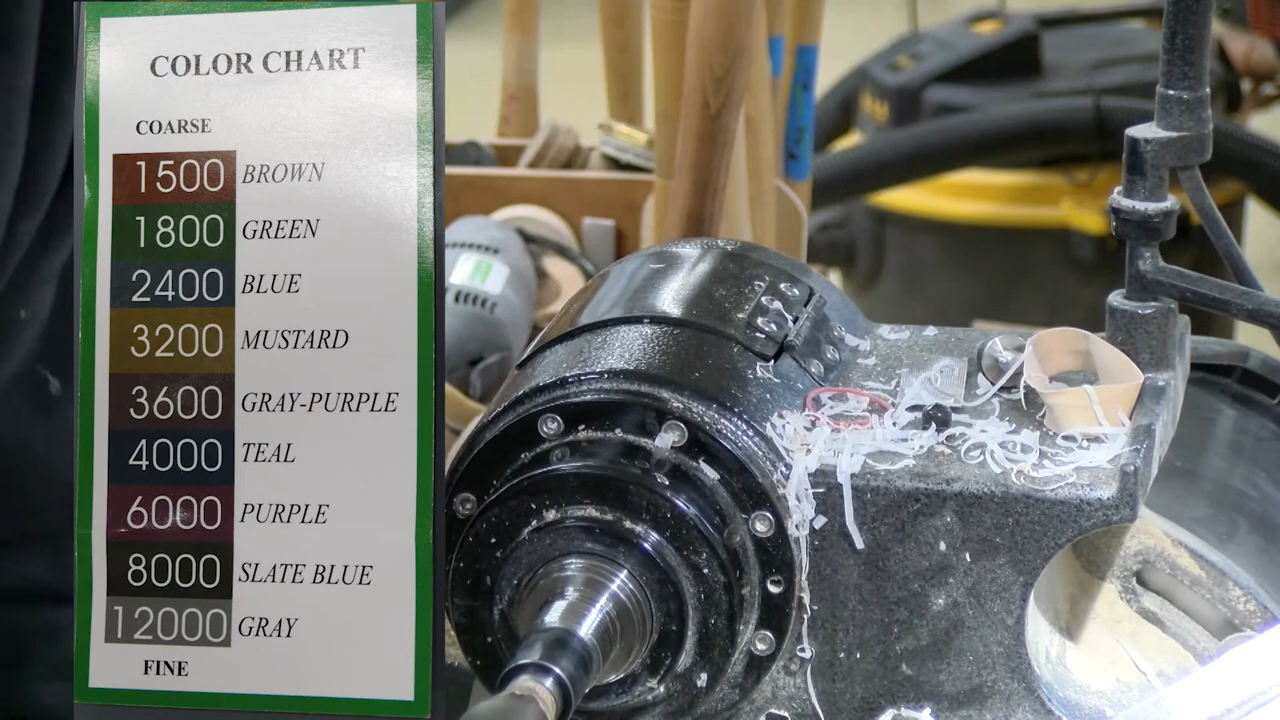 COLOR CHART
COARSE
1500 BROWN
1800 GREEN
2400 BLUE
3200 MUSTARD
3600 GRAY-PURPLE
4000 TEAL
6000 PURPLE
8000 SLATE BLUE
12000 GRAY
FINE